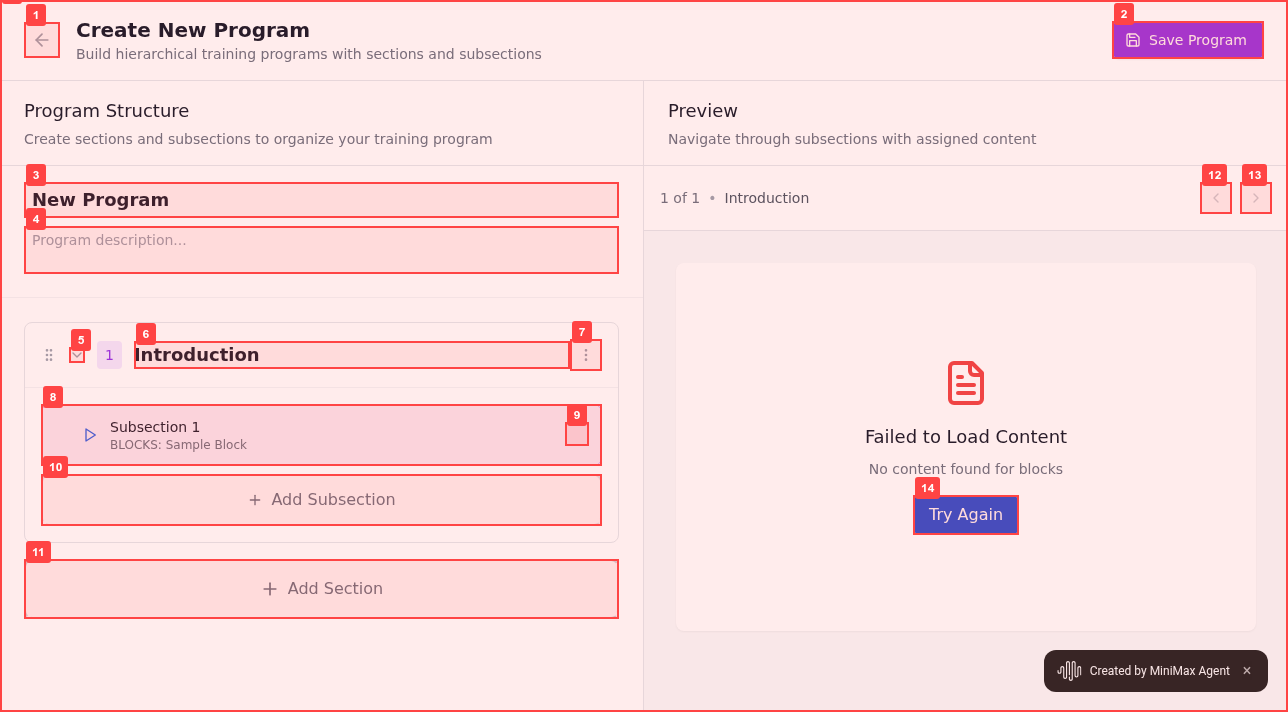 1
Create New Program
Build hierarchical training programs with sections and subsections
2
Save Program
Program Structure
Create sections and subsections to organize your training program
Preview
Navigate through subsections with assigned content
3
New Program
4
Program description...
1 of 1 • Introduction
12
13
5
1
6
Introduction
7
8
Subsection 1
BLOCKS: Sample Block
9
10
Add Subsection
11
Add Section
Failed to Load Content
No content found for blocks
14
Try Again
Created by MiniMax Agent ×